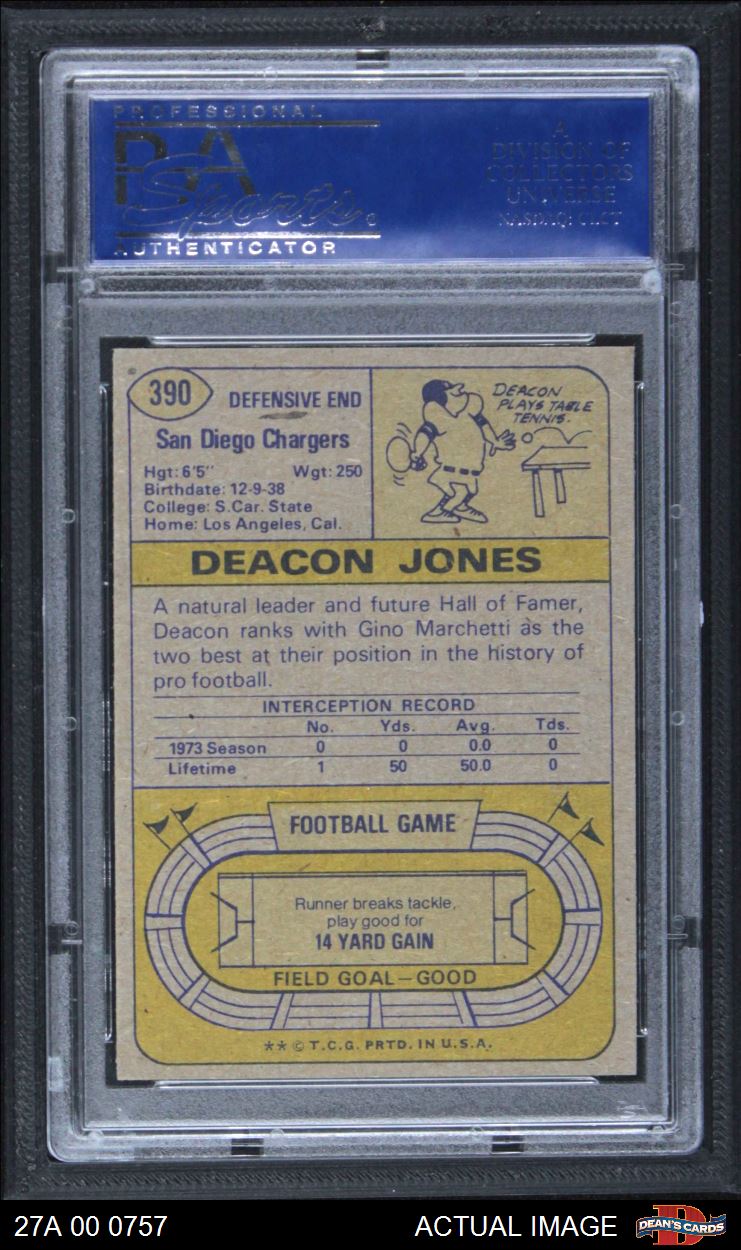 PROFESSIONAL
PSA
Sports
AUTHENTICATOR
A
DIVISION OF
COLLECTORS
UNIVERSE
NASDAQ: CLCT
390
DEFENSIVE END
San Diego Chargers
Hgt: 6'5'' Wgt: 250
Birthdate: 12-9-38
College: S.Car. State
Home: Los Angeles, Cal.
DEACON
PLAYS TABLE
TENNIS.
DEACON JONES
A natural leader and future Hall of Famer,
Deacon ranks with Gino Marchetti as the
two best at their position in the history of
pro football.
INTERCEPTION RECORD
No. Yds. Avg. Tds.
1973 Season 0 0 0.0 0
Lifetime 1 50 50.0 0
FOOTBALL GAME
Runner breaks tackle,
play good for
14 YARD GAIN
FIELD GOAL—GOOD
** © T.C.G. PRTD. IN U.S.A.
27A 00 0757
ACTUAL IMAGE
D
DEAN'S CARDS